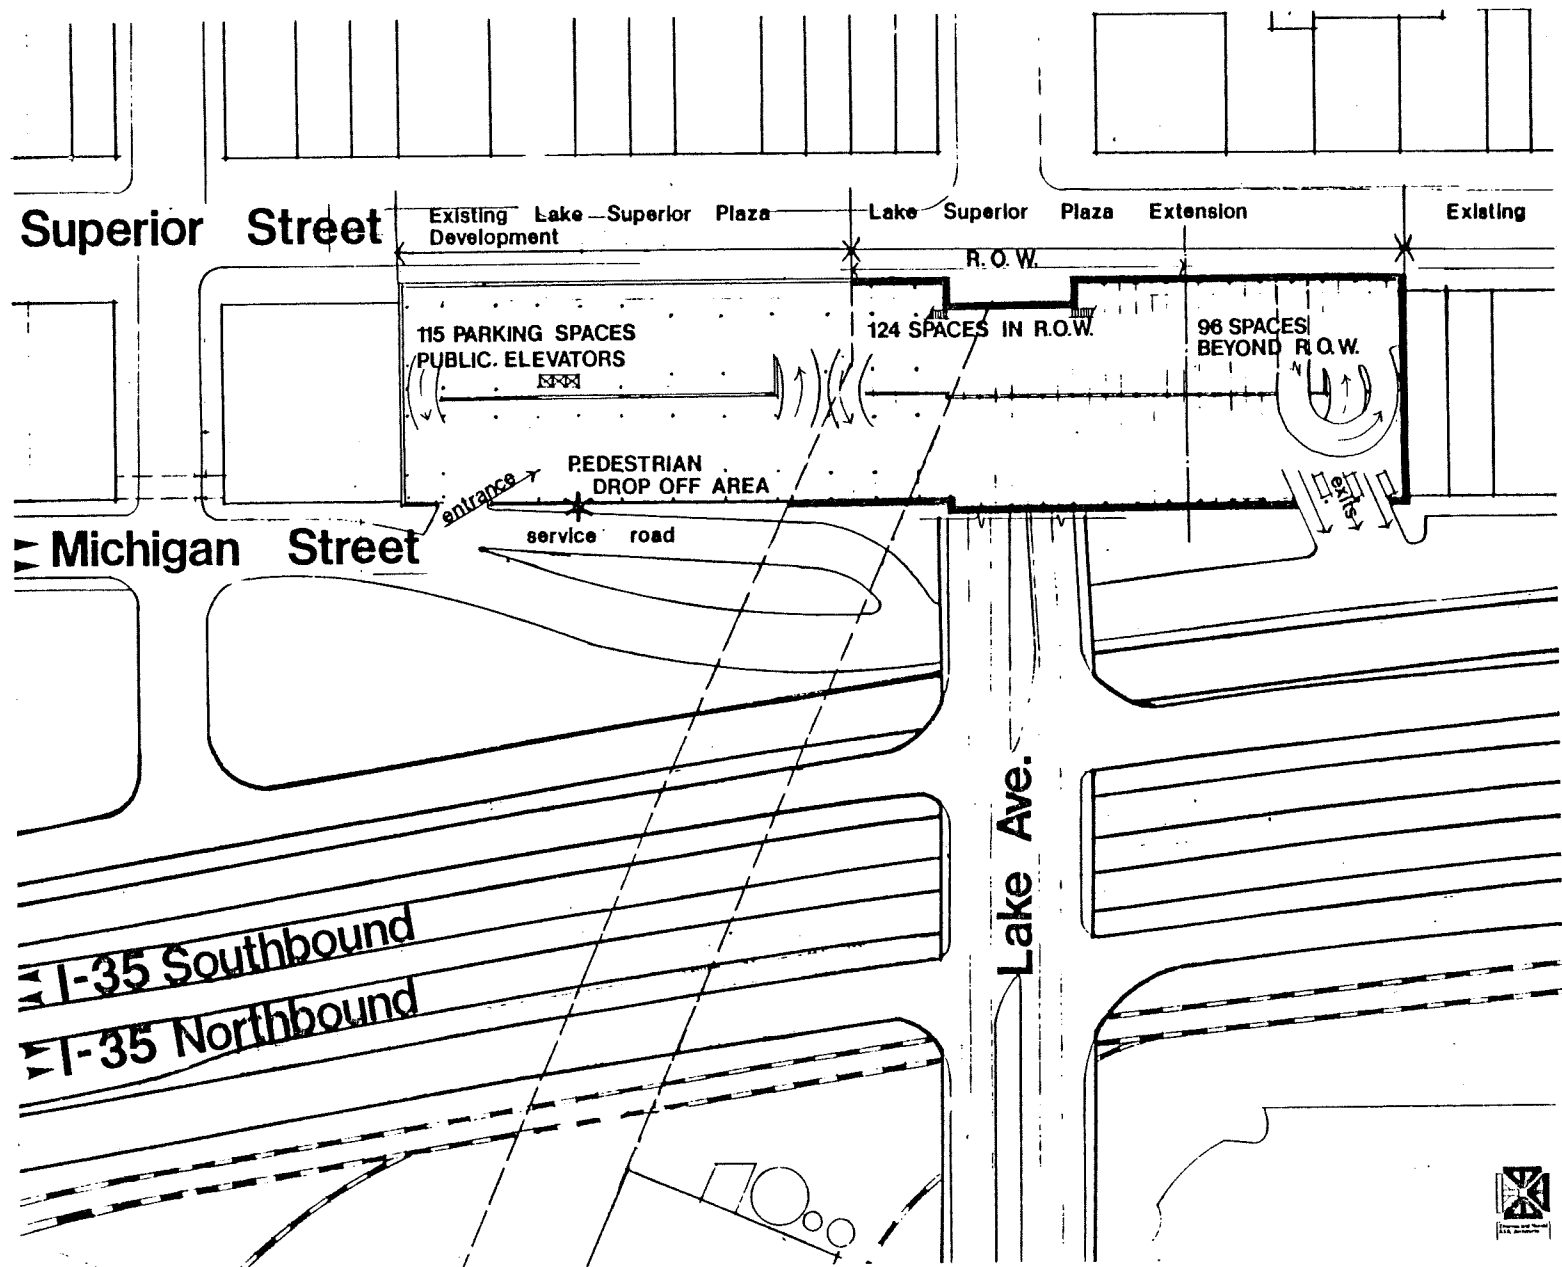 Superior Street
Existing Lake Superior Plaza
Development
Lake Superior Plaza Extension
Existing
R.O.W.
115 PARKING SPACES
PUBLIC ELEVATORS
124 SPACES IN R.O.W.
96 SPACES
BEYOND R.O.W.
PEDESTRIAN
DROP OFF AREA
entrance
exits
service road
Michigan Street
Lake Ave.
I-35 Southbound
I-35 Northbound